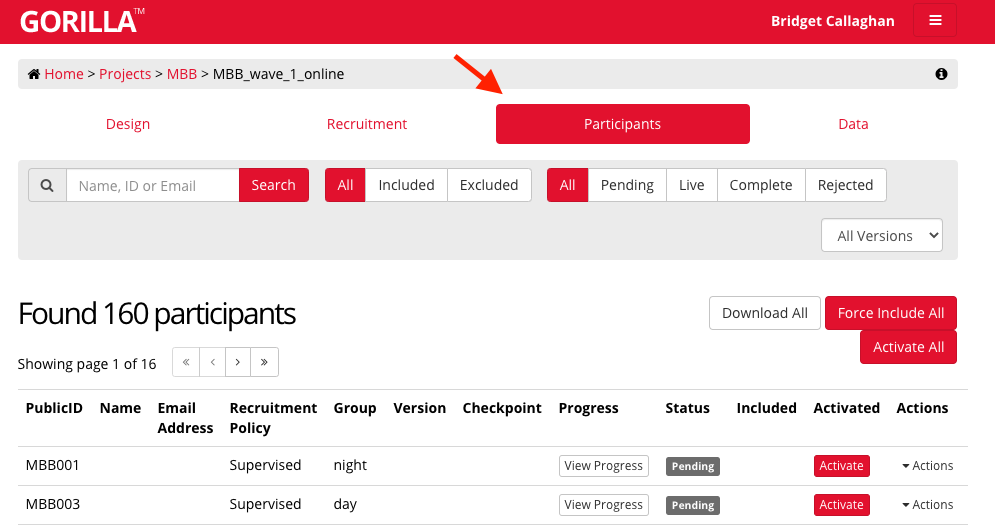 GORILLA™
Bridget Callaghan
Home > Projects > MBB > MBB_wave_1_online
Design Recruitment Participants Data
Name, ID or Email Search All Included Excluded All Pending Live Complete Rejected
All Versions
Found 160 participants
Download All Force Include All
Activate All
Showing page 1 of 16 « ‹ › »
PublicID Name Email Address Recruitment Policy Group Version Checkpoint Progress Status Included Activated Actions
MBB001 Supervised night View Progress Pending Activate Actions
MBB003 Supervised day View Progress Pending Activate Actions